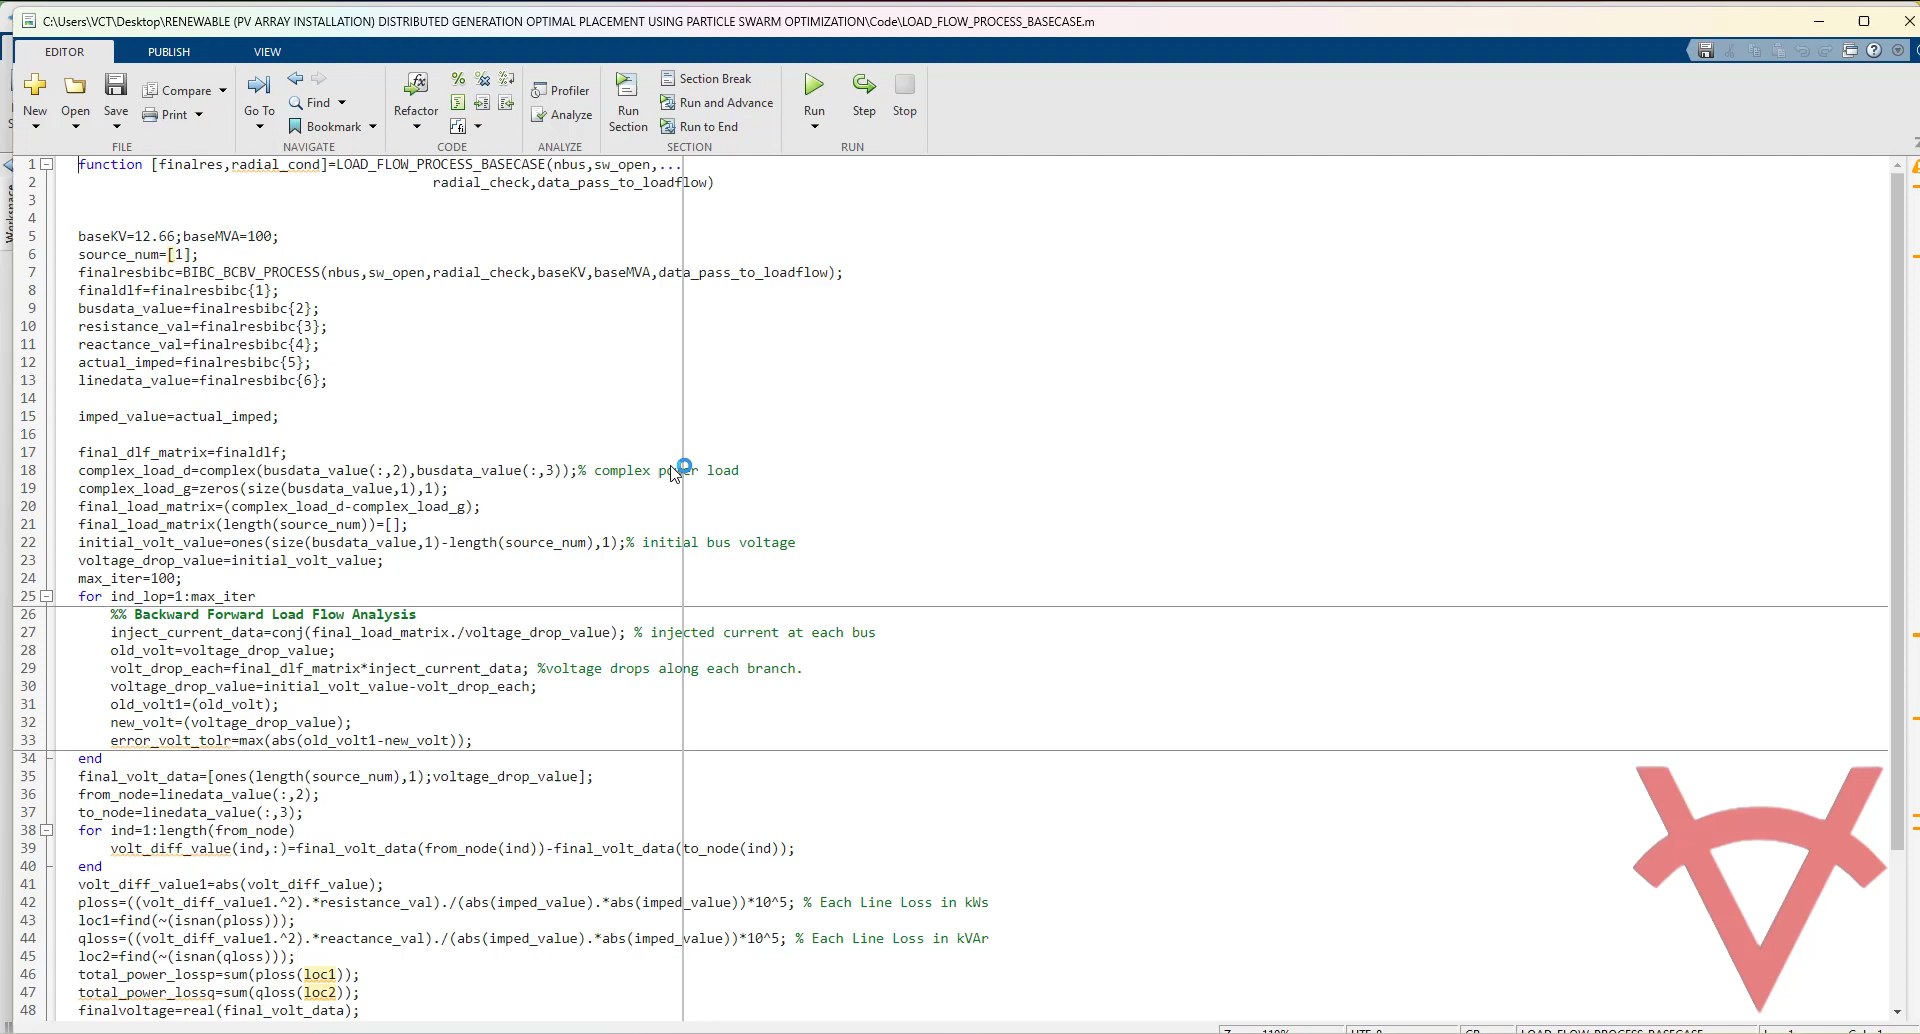 C:\Users\VCT\Desktop\RENEWABLE (PV ARRAY INSTALLATION) DISTRIBUTED GENERATION OPTIMAL PLACEMENT USING PARTICLE SWARM OPTIMIZATION\Code\LOAD_FLOW_PROCESS_BASECASE.m
EDITOR PUBLISH VIEW
New Open Save Compare Print Go To Find Bookmark Refactor Profiler Analyze Run Section Section Break Run and Advance Run to End Run Step Stop
FILE NAVIGATE CODE ANALYZE SECTION RUN
Workspace
1 function [finalres,radial_cond]=LOAD_FLOW_PROCESS_BASECASE(nbus,sw_open,...
2 radial_check,data_pass_to_loadflow)
3
4
5 baseKV=12.66;baseMVA=100;
6 source_num=[1];
7 finalresbibc=BIBC_BCBV_PROCESS(nbus,sw_open,radial_check,baseKV,baseMVA,data_pass_to_loadflow);
8 finaldlf=finalresbibc{1};
9 busdata_value=finalresbibc{2};
10 resistance_val=finalresbibc{3};
11 reactance_val=finalresbibc{4};
12 actual_imped=finalresbibc{5};
13 linedata_value=finalresbibc{6};
14
15 imped_value=actual_imped;
16
17 final_dlf_matrix=finaldlf;
18 complex_load_d=complex(busdata_value(:,2),busdata_value(:,3));% complex power load
19 complex_load_g=zeros(size(busdata_value,1),1);
20 final_load_matrix=(complex_load_d-complex_load_g);
21 final_load_matrix(length(source_num))=[];
22 initial_volt_value=ones(size(busdata_value,1)-length(source_num),1);% initial bus voltage
23 voltage_drop_value=initial_volt_value;
24 max_iter=100;
25 for ind_lop=1:max_iter
26 %% Backward Forward Load Flow Analysis
27 inject_current_data=conj(final_load_matrix./voltage_drop_value); % injected current at each bus
28 old_volt=voltage_drop_value;
29 volt_drop_each=final_dlf_matrix*inject_current_data; %voltage drops along each branch.
30 voltage_drop_value=initial_volt_value-volt_drop_each;
31 old_volt1=(old_volt);
32 new_volt=(voltage_drop_value);
33 error_volt_tolr=max(abs(old_volt1-new_volt));
34 end
35 final_volt_data=[ones(length(source_num),1);voltage_drop_value];
36 from_node=linedata_value(:,2);
37 to_node=linedata_value(:,3);
38 for ind=1:length(from_node)
39 volt_diff_value(ind,:)=final_volt_data(from_node(ind))-final_volt_data(to_node(ind));
40 end
41 volt_diff_value1=abs(volt_diff_value);
42 ploss=((volt_diff_value1.^2).*resistance_val)./(abs(imped_value).*abs(imped_value))*10^5; % Each Line Loss in kWs
43 loc1=find(~(isnan(ploss)));
44 qloss=((volt_diff_value1.^2).*reactance_val)./(abs(imped_value).*abs(imped_value))*10^5; % Each Line Loss in kVAr
45 loc2=find(~(isnan(qloss)));
46 total_power_lossp=sum(ploss(loc1));
47 total_power_lossq=sum(qloss(loc2));
48 finalvoltage=real(final_volt_data);